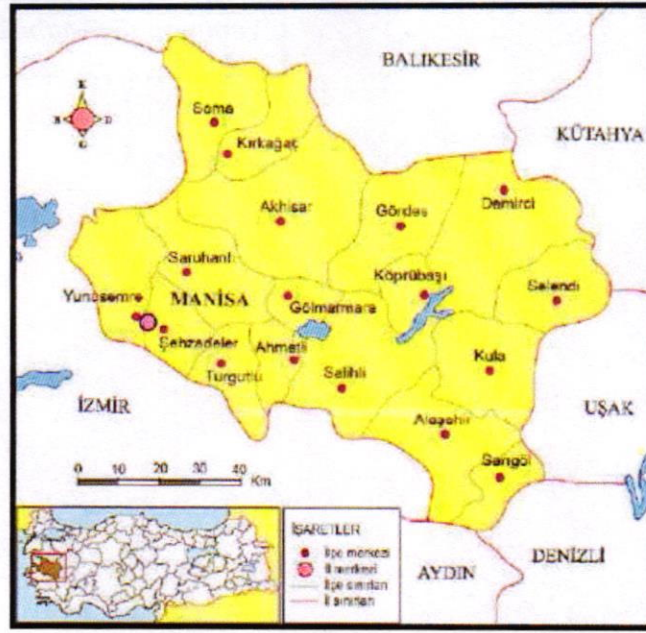 BALIKESİR
K
B D
G
Soma
KÜTAHYA
Kırkağaç
Demirci
Akhisar
Gördes
Saruhanlı
Köprübaşı
Selendi
Yunusemre
MANİSA
Gölmarmara
Şehzadeler
Ahmetli
Kula
Turgutlu
Salihli
İZMİR
UŞAK
Alaşehir
Sarıgöl
0 10 20 30 40
Km
İŞARETLER
İlçe merkezi
İl merkezi
İlçe sınırları
İl sınırları
AYDIN
DENİZLİ